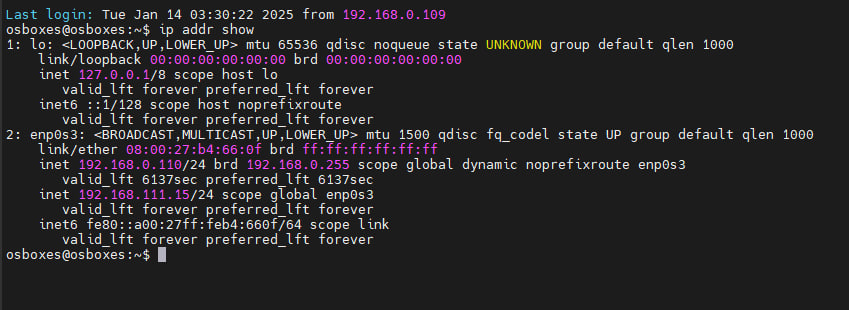 Last login: Tue Jan 14 03:30:22 2025 from 192.168.0.109
osboxes@osboxes:~$ ip addr show
1: lo: <LOOPBACK,UP,LOWER_UP> mtu 65536 qdisc noqueue state UNKNOWN group default qlen 1000
    link/loopback 00:00:00:00:00:00 brd 00:00:00:00:00:00
    inet 127.0.0.1/8 scope host lo
       valid_lft forever preferred_lft forever
    inet6 ::1/128 scope host noprefixroute
       valid_lft forever preferred_lft forever
2: enp0s3: <BROADCAST,MULTICAST,UP,LOWER_UP> mtu 1500 qdisc fq_codel state UP group default qlen 1000
    link/ether 08:00:27:b4:66:0f brd ff:ff:ff:ff:ff:ff
    inet 192.168.0.110/24 brd 192.168.0.255 scope global dynamic noprefixroute enp0s3
       valid_lft 6137sec preferred_lft 6137sec
    inet 192.168.111.15/24 scope global enp0s3
       valid_lft forever preferred_lft forever
    inet6 fe80::a00:27ff:feb4:660f/64 scope link
       valid_lft forever preferred_lft forever
osboxes@osboxes:~$